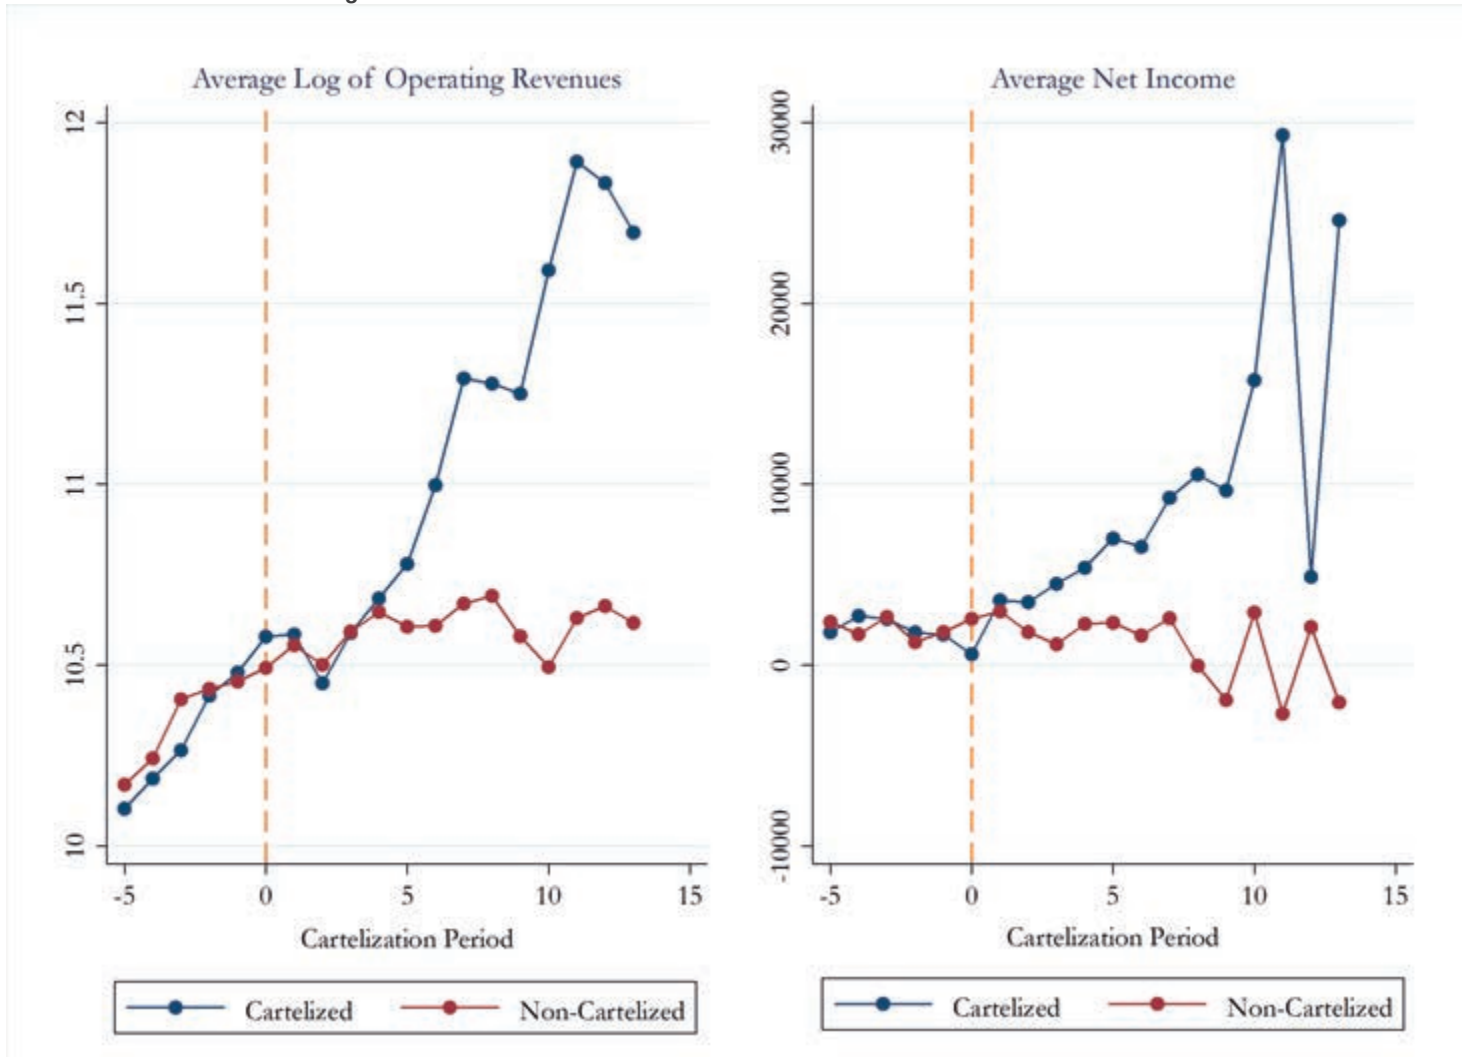 Average Log of Operating Revenues
12
11.5
11
10.5
10
-5 0 5 10 15
Cartelization Period
Cartelized Non-Cartelized
Average Net Income
30000
20000
10000
0
-10000
-5 0 5 10 15
Cartelization Period
Cartelized Non-Cartelized